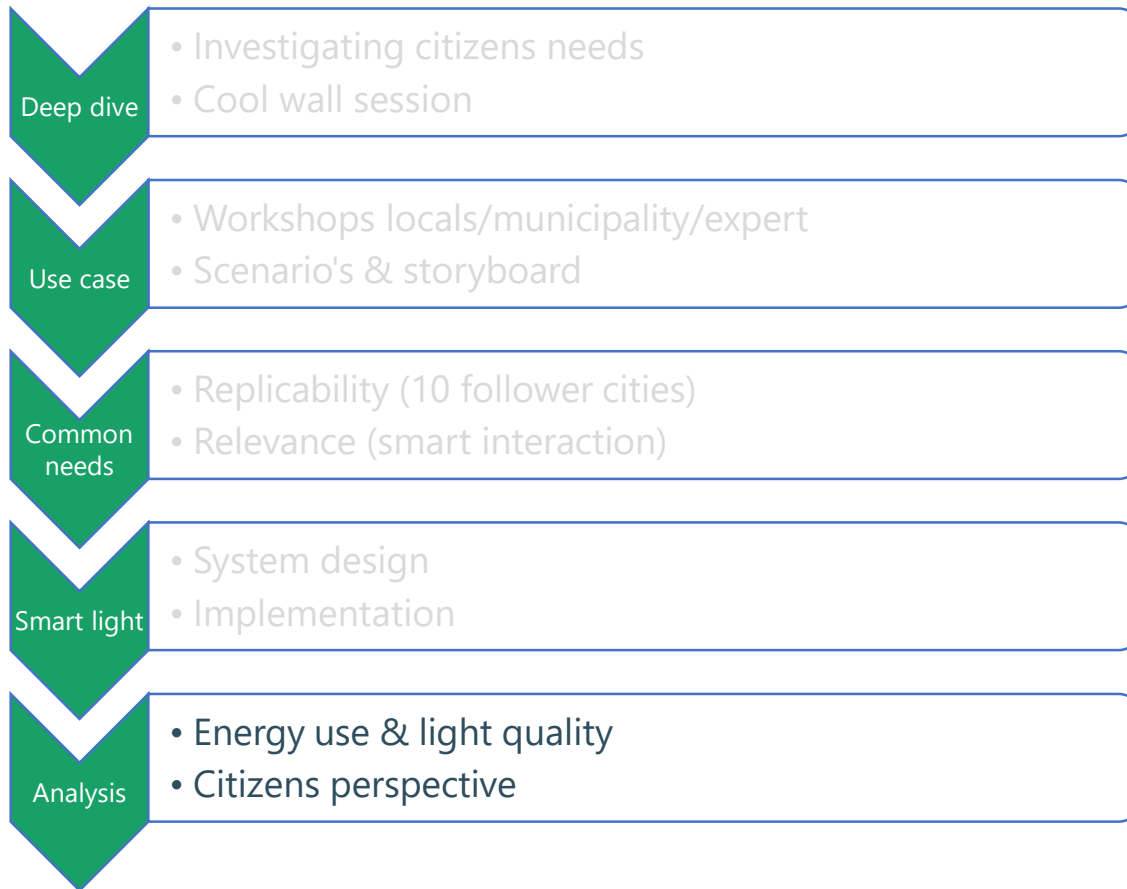 Deep dive
• Investigating citizens needs
• Cool wall session
Use case
• Workshops locals/municipality/expert
• Scenario's & storyboard
Common
needs
• Replicability (10 follower cities)
• Relevance (smart interaction)
Smart light
• System design
• Implementation
Analysis
• Energy use & light quality
• Citizens perspective